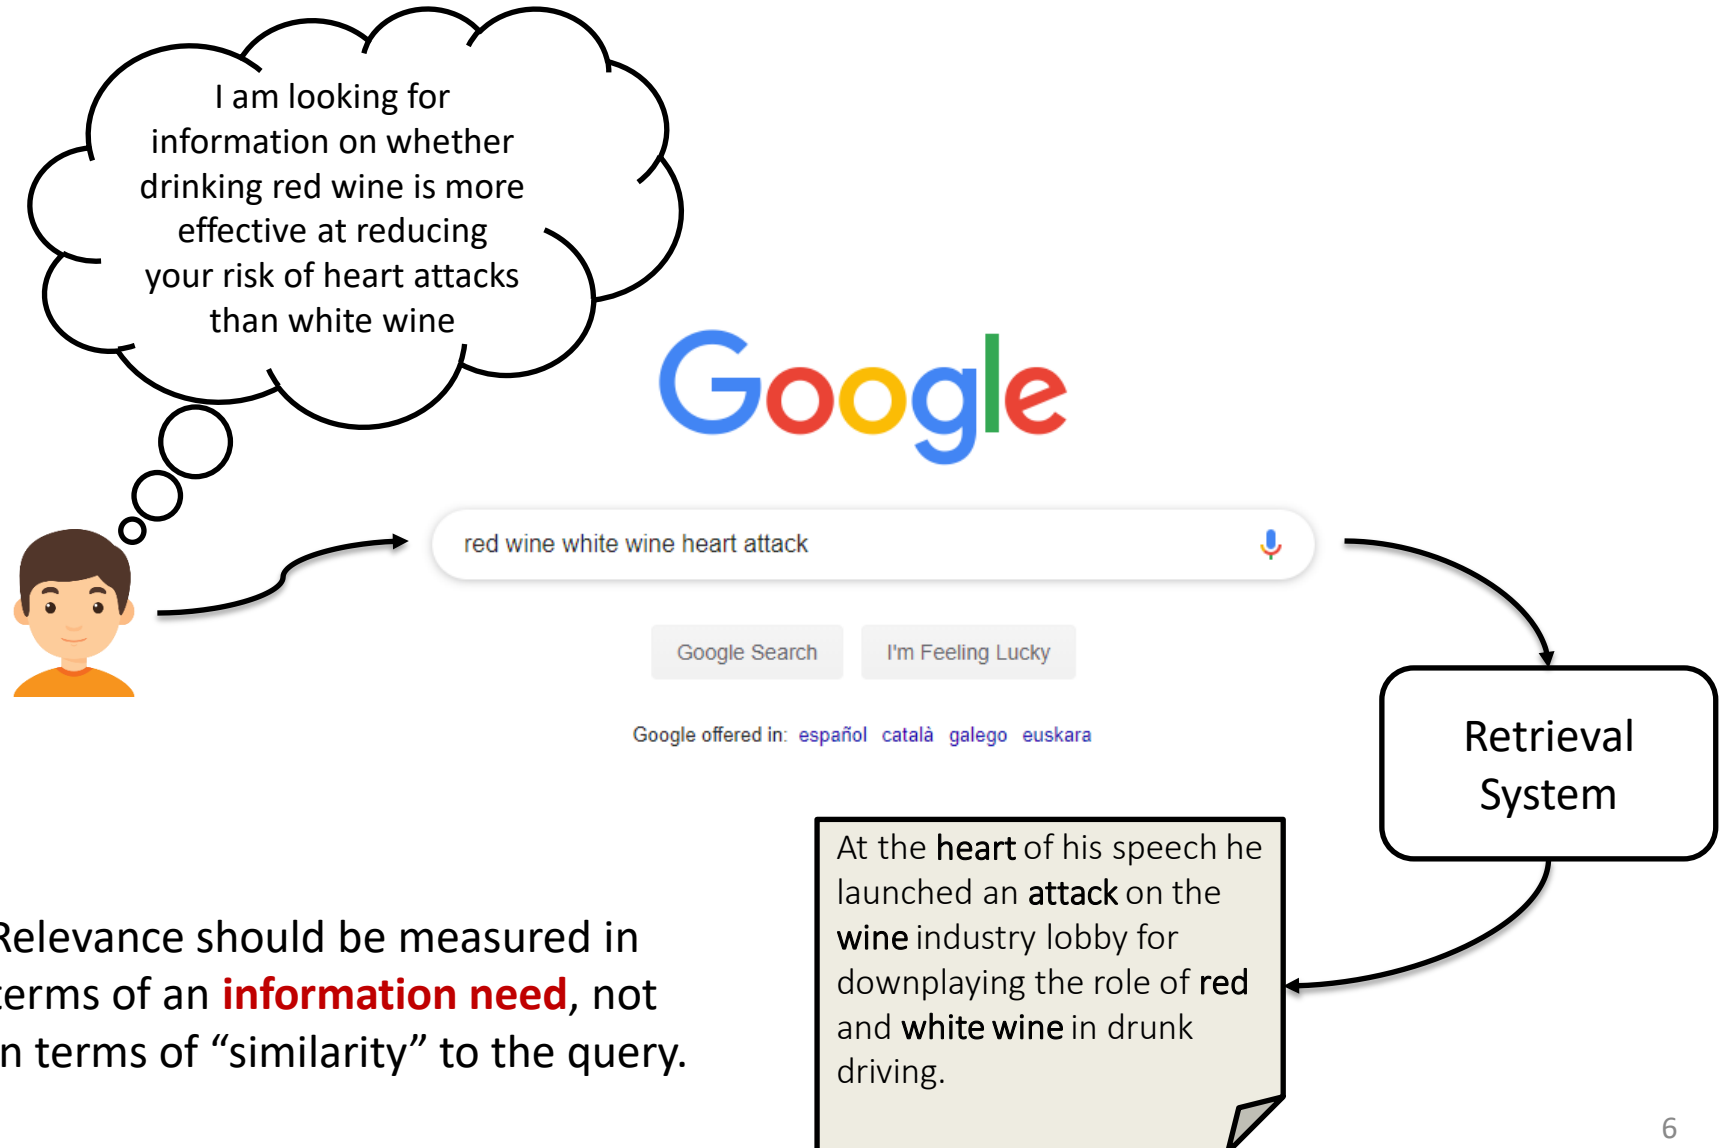 I am looking for
information on whether
drinking red wine is more
effective at reducing
your risk of heart attacks
than white wine
Google
red wine white wine heart attack
Google Search
I'm Feeling Lucky
Google offered in: español català galego euskara
Retrieval
System
At the heart of his speech he
launched an attack on the
wine industry lobby for
downplaying the role of red
and white wine in drunk
driving.
Relevance should be measured in
terms of an information need, not
in terms of “similarity” to the query.
6